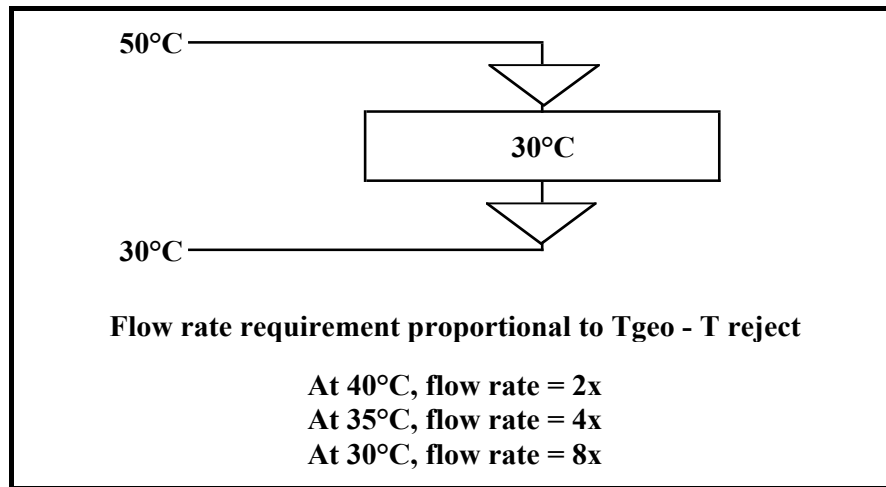 50°C
30°C
30°C
Flow rate requirement proportional to Tgeo - T reject
At 40°C, flow rate = 2x
At 35°C, flow rate = 4x
At 30°C, flow rate = 8x